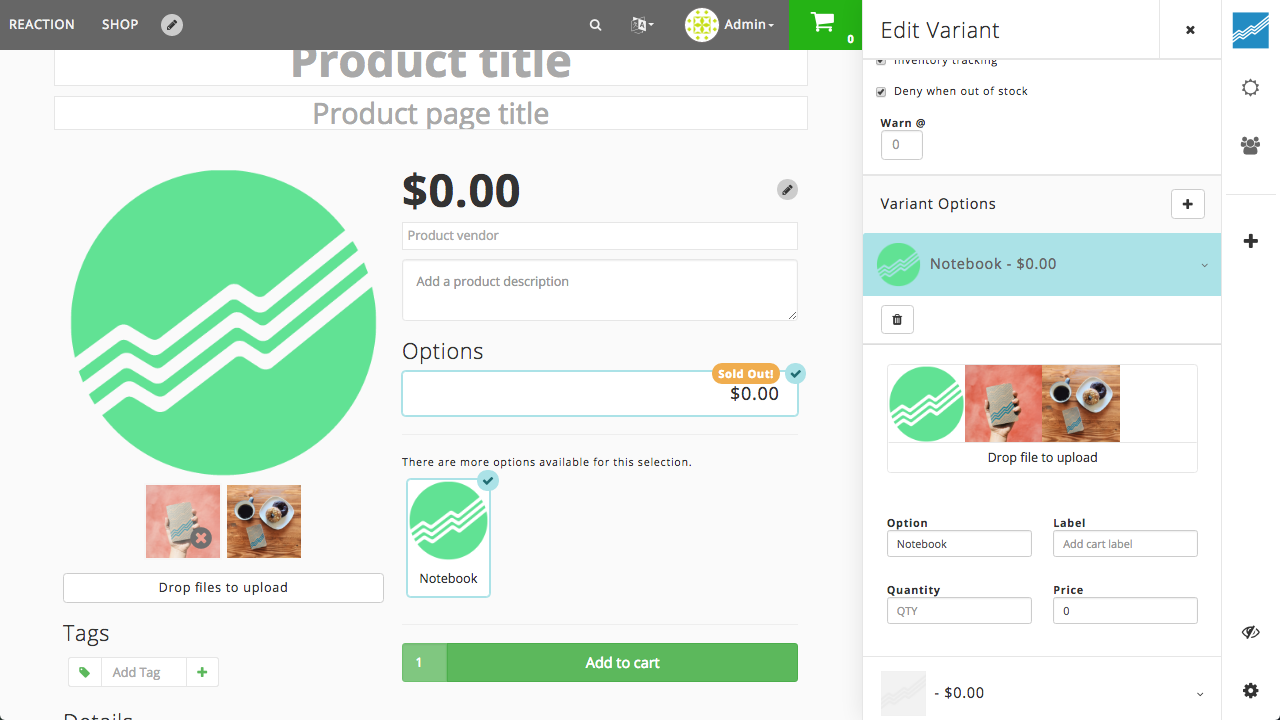 REACTION SHOP Admin 0
Product title
Product page title
$0.00
Product vendor
Add a product description
Options
Sold Out!
$0.00
There are more options available for this selection.
Notebook
Drop files to upload
Tags
Add Tag
Details
1 Add to cart
Edit Variant
Inventory tracking
Deny when out of stock
Warn @
0
Variant Options
Notebook - $0.00
Drop file to upload
Option Label
Notebook Add cart label
Quantity Price
QTY 0
- $0.00